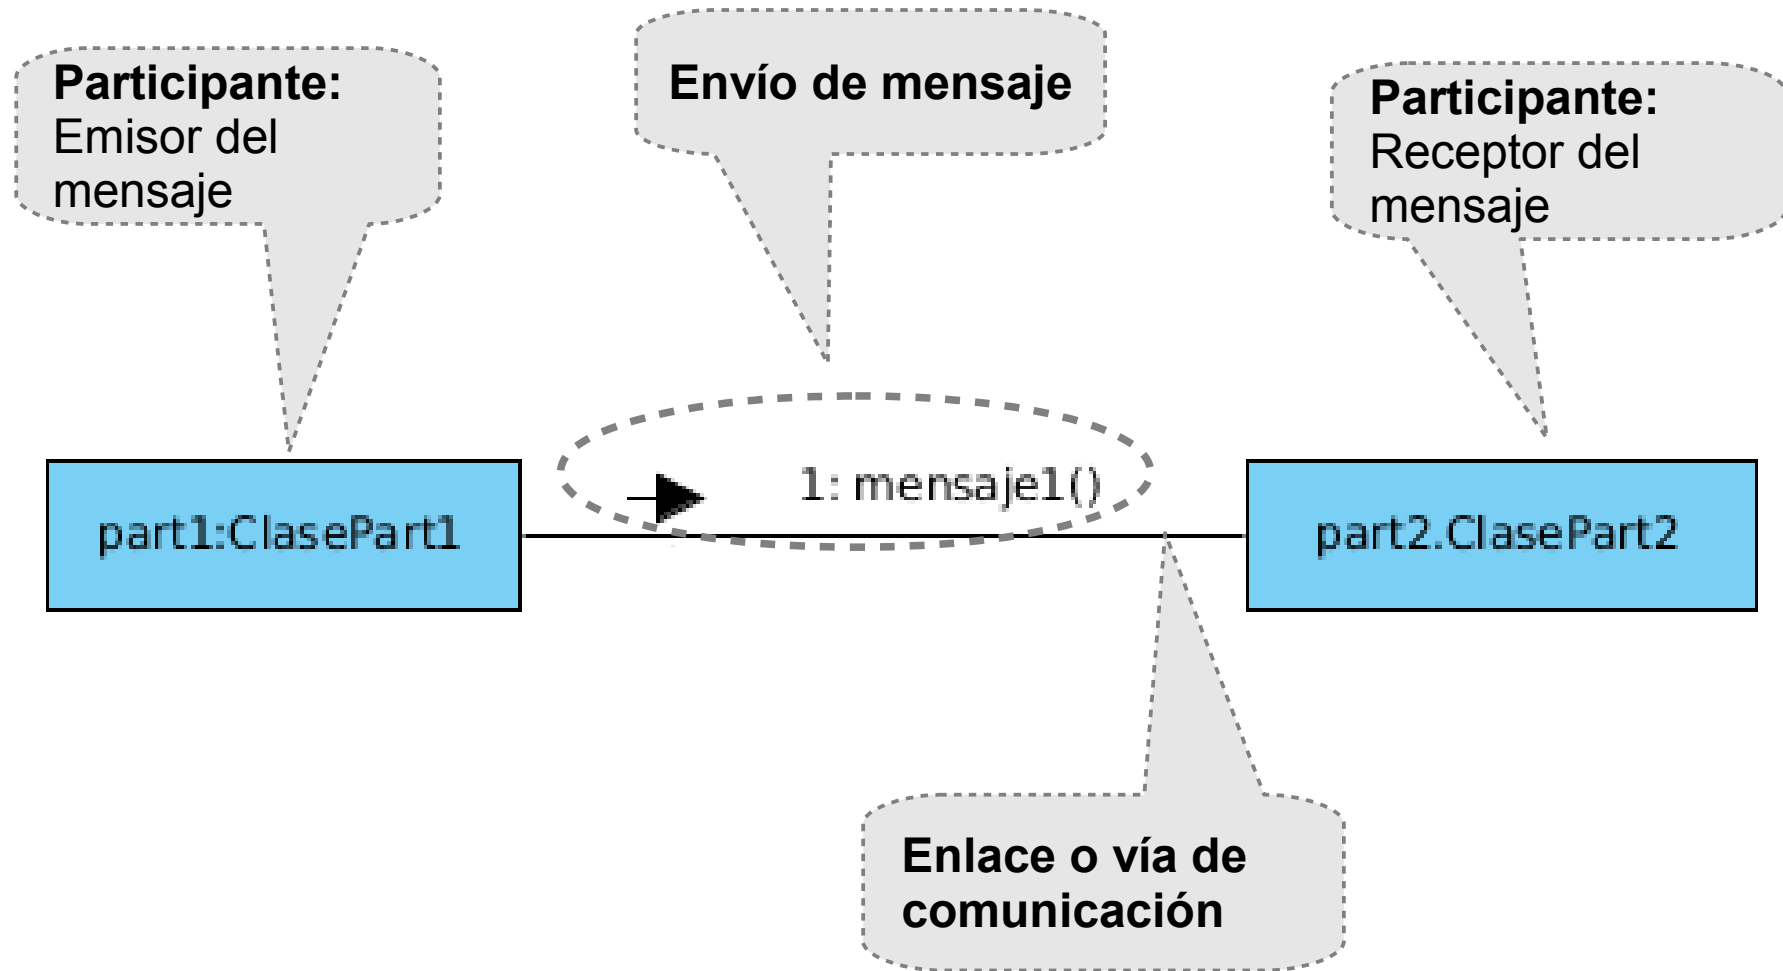 Participante:
Emisor del
mensaje
Envío de mensaje
Participante:
Receptor del
mensaje
1: mensaje1()
part1:ClasePart1
part2.ClasePart2
Enlace o vía de
comunicación